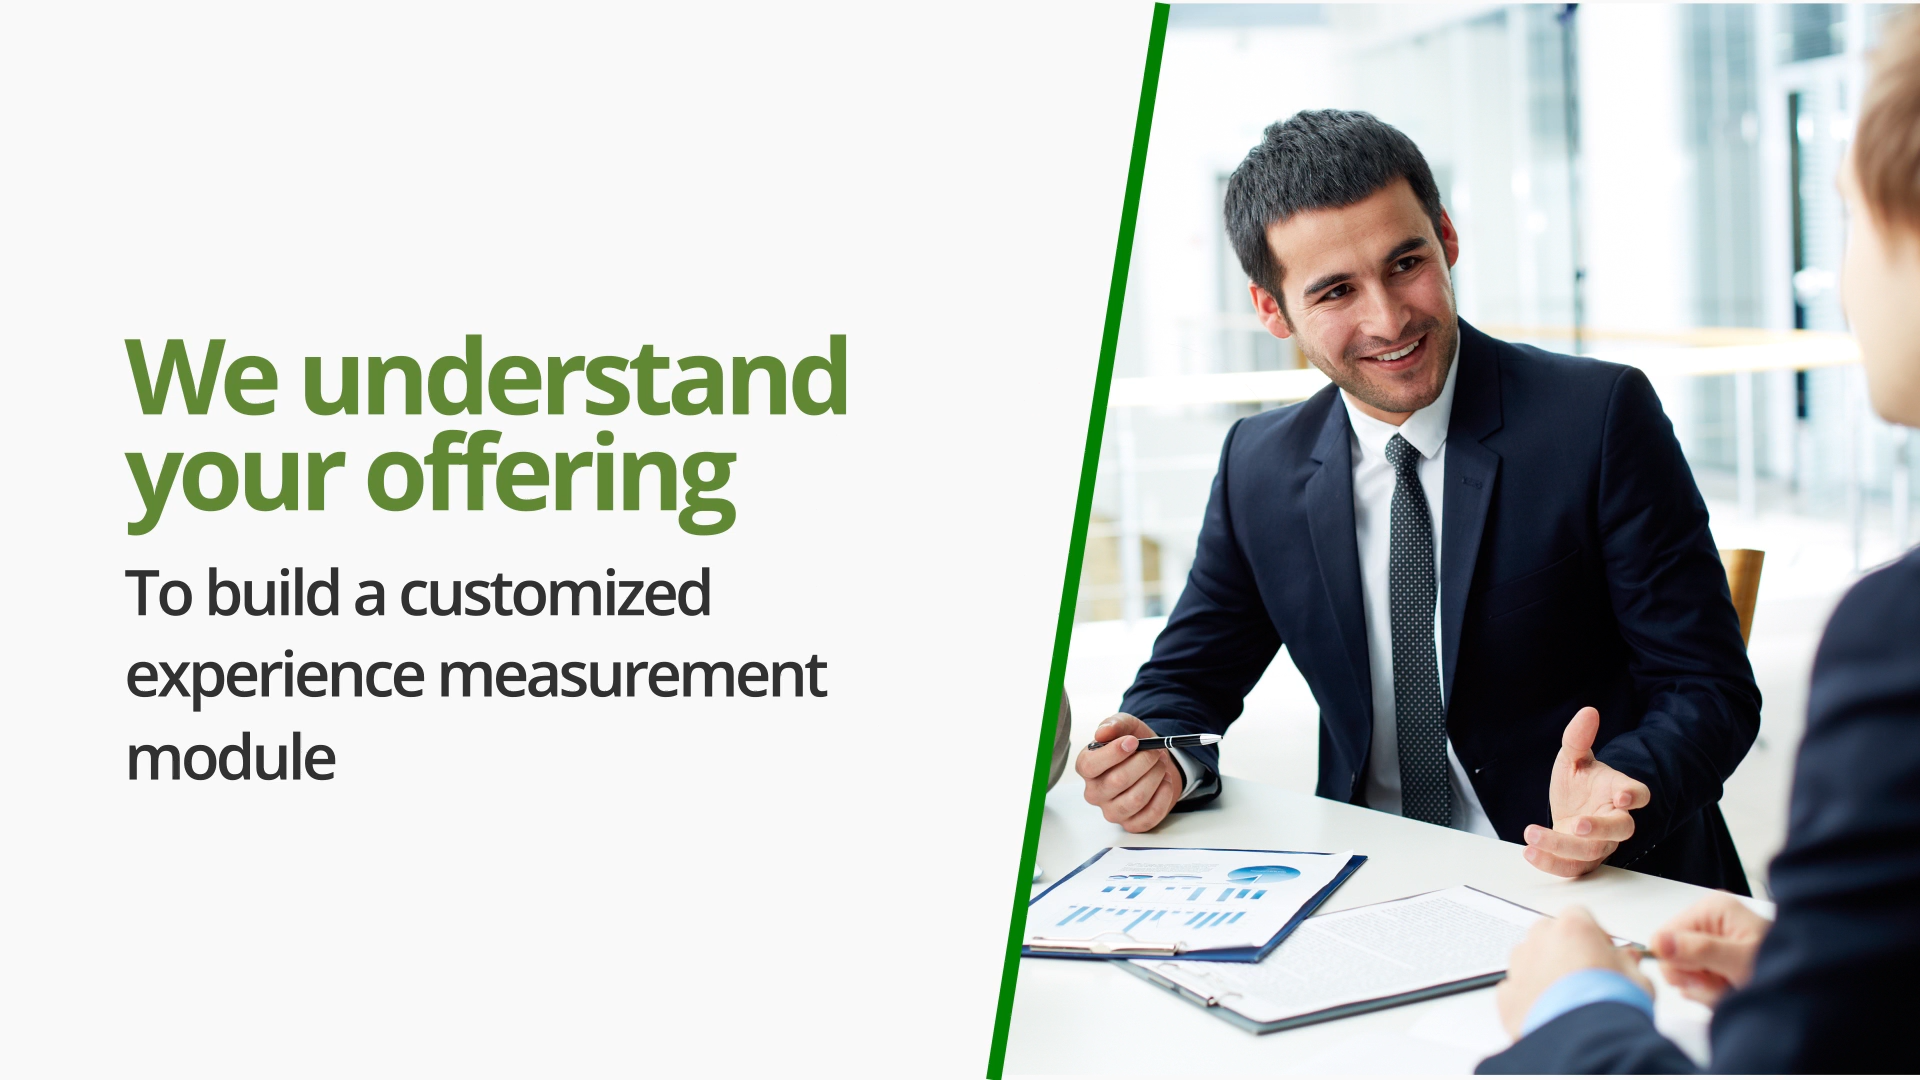 We understand
your offering
To build a customized
experience measurement
module